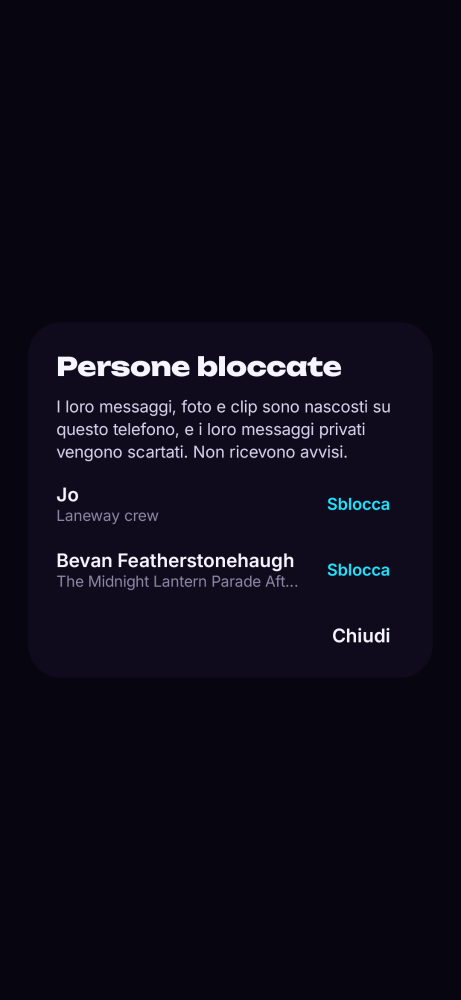 Persone bloccate
I loro messaggi, foto e clip sono nascosti su
questo telefono, e i loro messaggi privati
vengono scartati. Non ricevono avvisi.
Jo
Laneway crew
Sblocca
Bevan Featherstonehaugh
The Midnight Lantern Parade Aft...
Sblocca
Chiudi